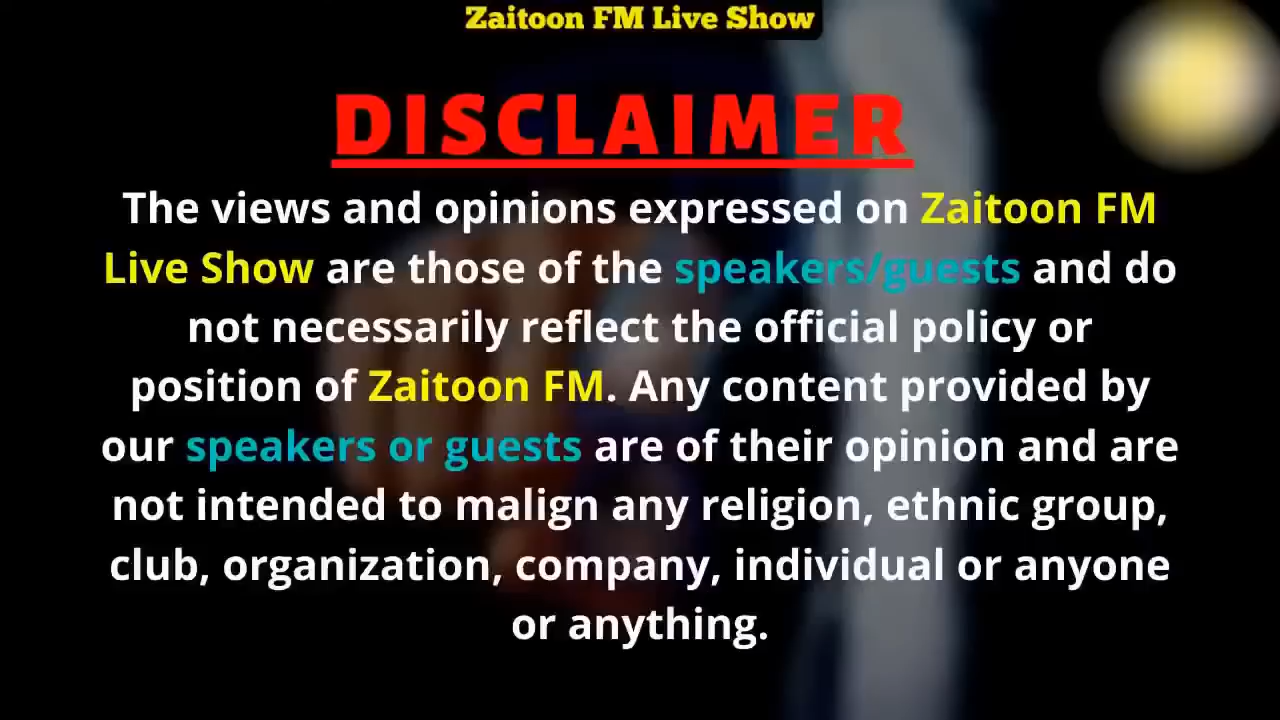 Zaitoon FM Live Show
DISCLAIMER
The views and opinions expressed on Zaitoon FM
Live Show are those of the speakers/guests and do
not necessarily reflect the official policy or
position of Zaitoon FM. Any content provided by
our speakers or guests are of their opinion and are
not intended to malign any religion, ethnic group,
club, organization, company, individual or anyone
or anything.